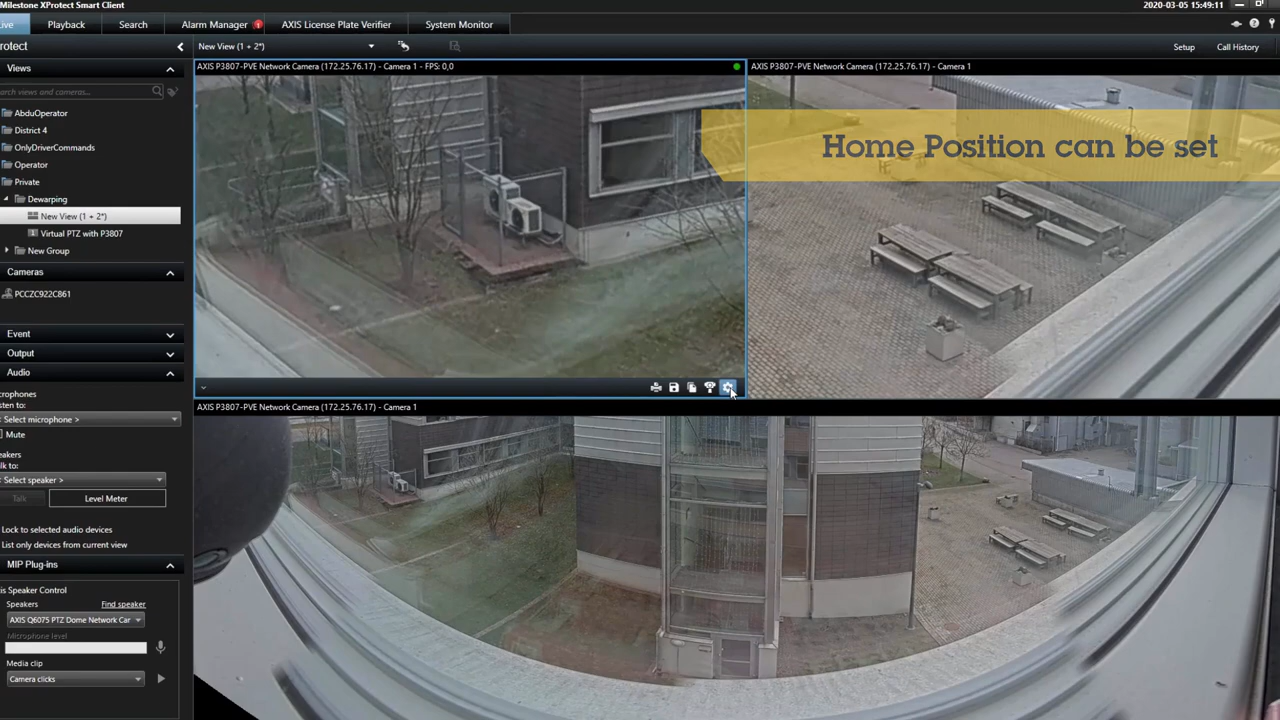 Milestone XProtect Smart Client
2020-03-05 15:49:11
Live
Playback
Search
Alarm Manager
1
AXIS License Plate Verifier
System Monitor
rotect
New View (1 + 2*)
Setup
Call History
Views
arch views and cameras...
AbduOperator
District 4
OnlyDriverCommands
Operator
Private
Dewarping
New View (1 + 2*)
Virtual PTZ with P3807
New Group
Cameras
PCCZC922C861
Event
Output
Audio
crophones
ten to:
< Select microphone >
Mute
eakers
lk to:
< Select speaker >
Talk
Level Meter
Lock to selected audio devices
List only devices from current view
MIP Plug-ins
is Speaker Control
Speakers
Find speaker
AXIS Q6075 PTZ Dome Network Car
Microphone level
Media clip
Camera clicks
AXIS P3807-PVE Network Camera (172.25.76.17) - Camera 1 - FPS: 0,0
AXIS P3807-PVE Network Camera (172.25.76.17) - Camera 1
Home Position can be set
AXIS P3807-PVE Network Camera (172.25.76.17) - Camera 1